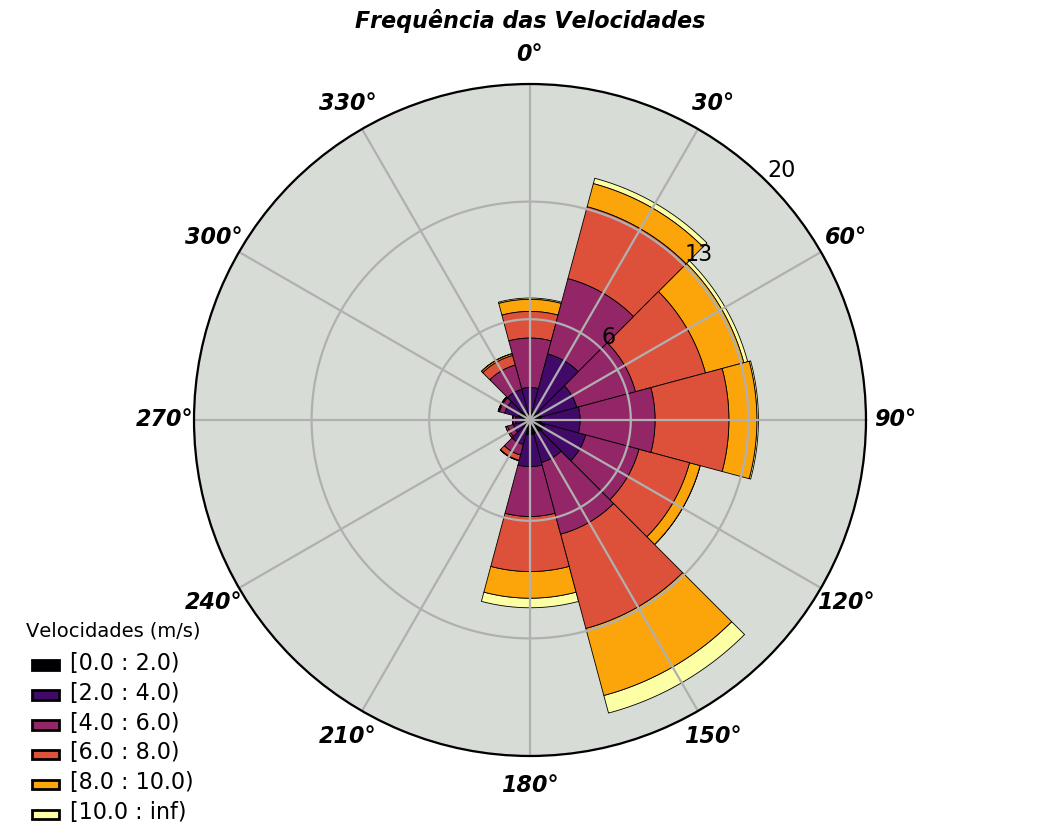 Frequência das Velocidades
0°
330°
30°
20
300°
60°
13
6
270°
90°
240°
120°
210°
150°
180°
Velocidades (m/s)
[0.0 : 2.0)
[2.0 : 4.0)
[4.0 : 6.0)
[6.0 : 8.0)
[8.0 : 10.0)
[10.0 : inf)